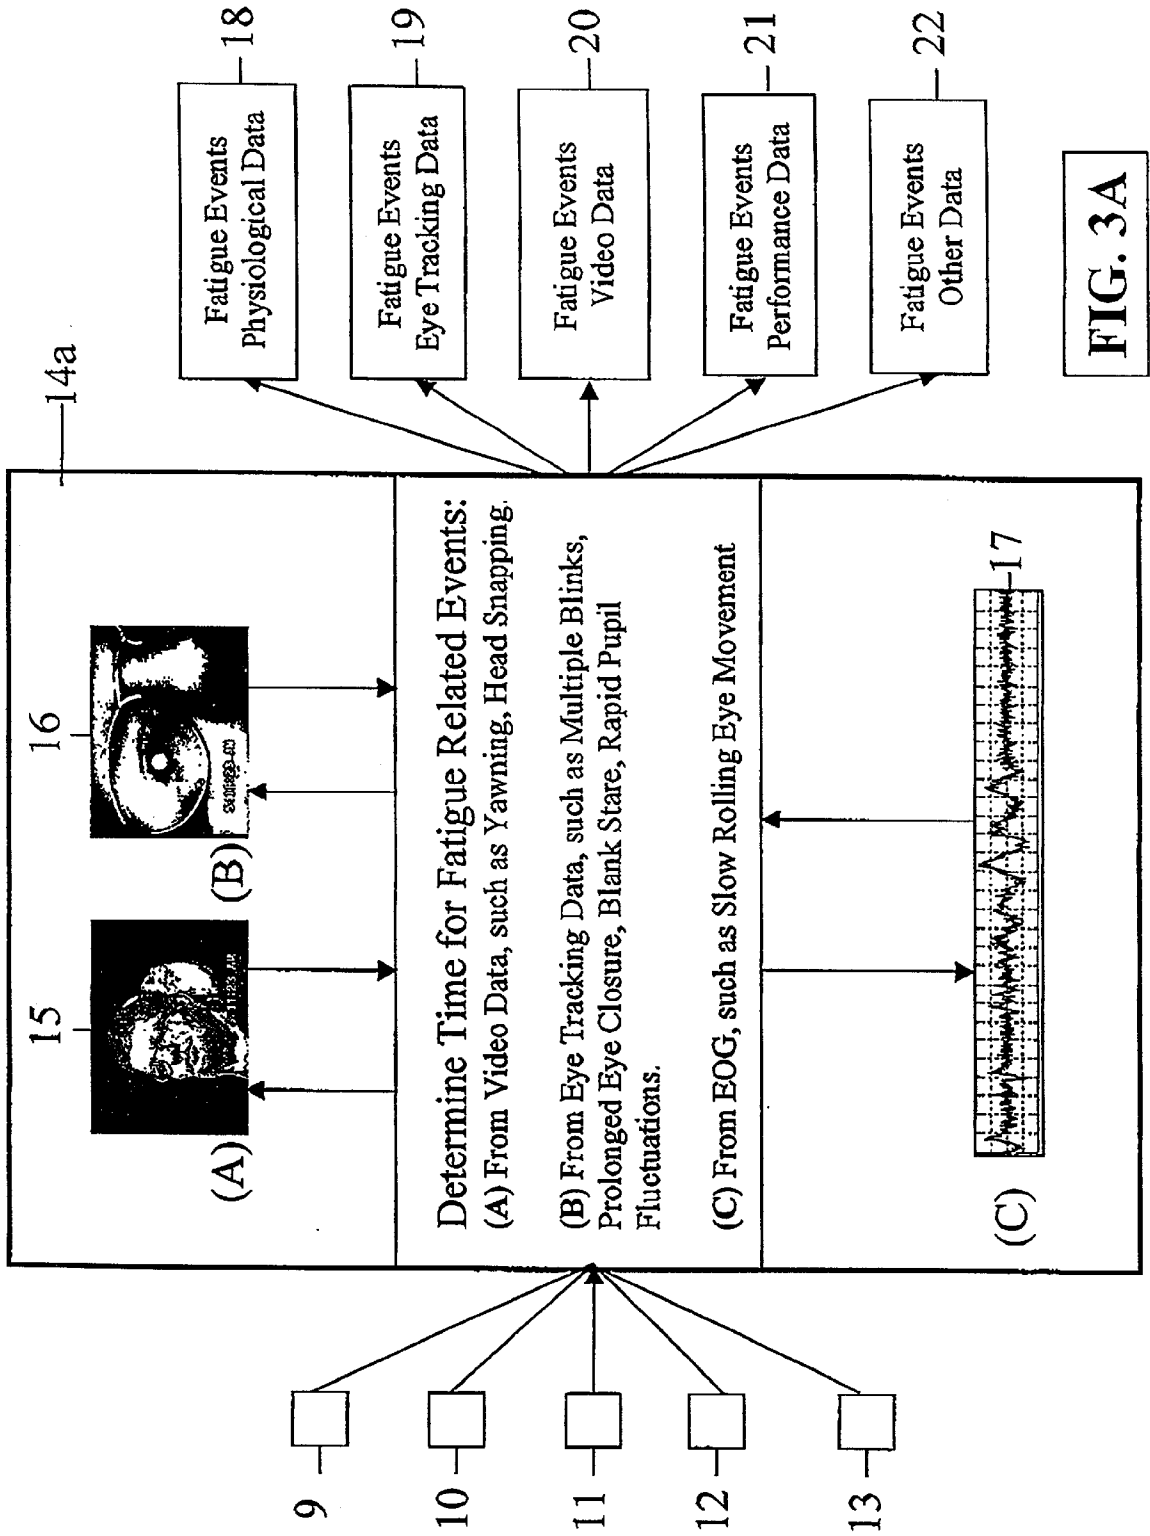 14a
15
16
(A)
(B)
Determine Time for Fatigue Related Events:
(A) From Video Data, such as Yawning, Head Snapping.
(B) From Eye Tracking Data, such as Multiple Blinks,
Prolonged Eye Closure, Blank Stare, Rapid Pupil
Fluctuations.
(C) From EOG, such as Slow Rolling Eye Movement
(C)
17
9
10
11
12
13
Fatigue Events
Physiological Data
18
Fatigue Events
Eye Tracking Data
19
Fatigue Events
Video Data
20
Fatigue Events
Performance Data
21
Fatigue Events
Other Data
22
FIG. 3A